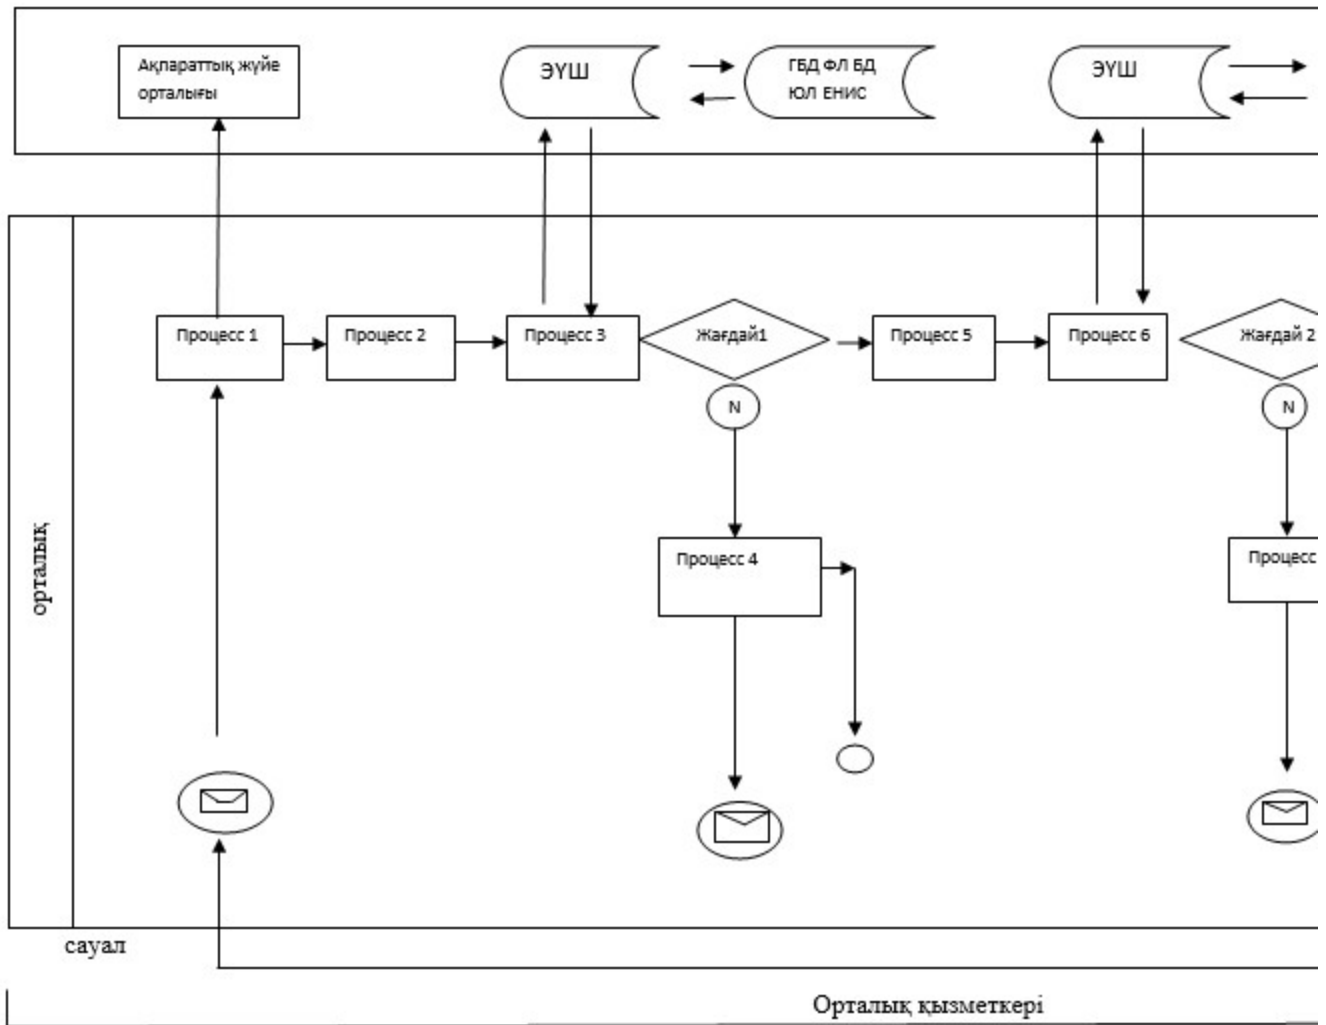 Ақпараттық жүйе
орталығы
ЭҮШ
ГБД ФЛ БД
ЮЛ ЕНИС
ЭҮШ
Процесс 1
Процесс 2
Процесс 3
Жағдай1
Процесс 5
Процесс 6
Жағдай 2
N
N
Процесс 4
Процесс
орталық
сауал
Орталық қызметкері